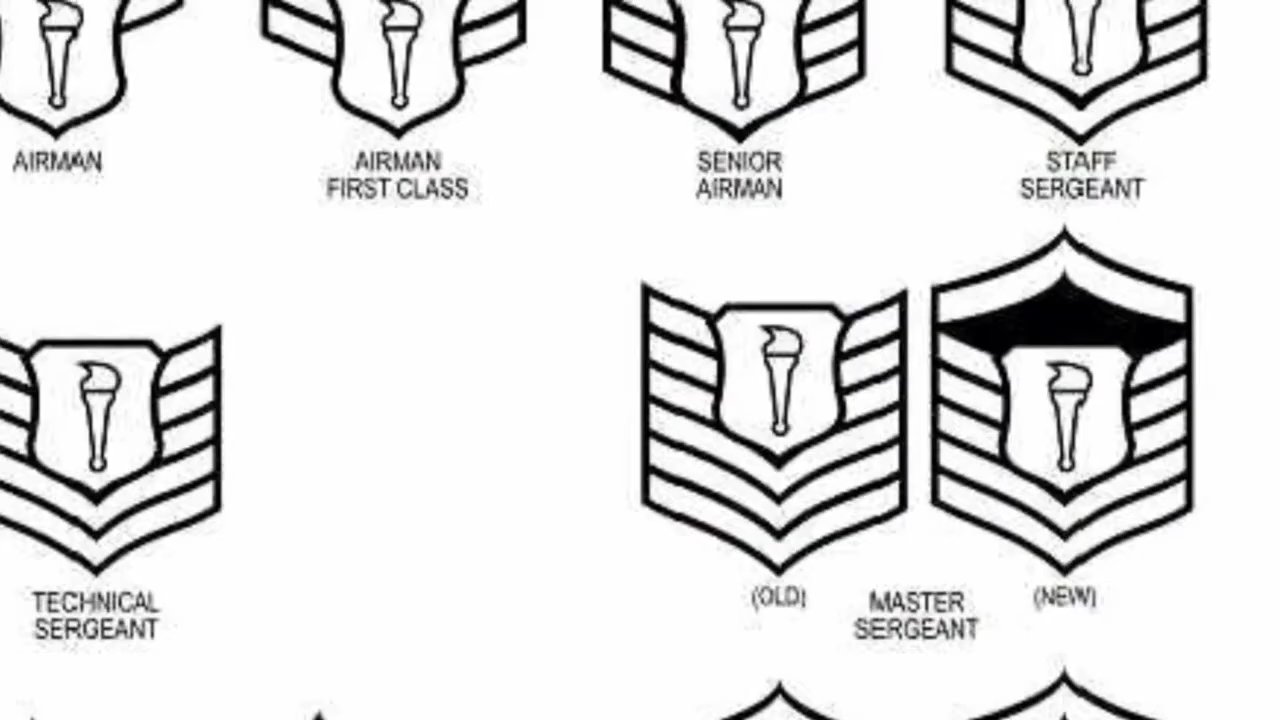 AIRMAN
AIRMAN
FIRST CLASS
SENIOR
AIRMAN
STAFF
SERGEANT
TECHNICAL
SERGEANT
(OLD)
MASTER
SERGEANT
(NEW)